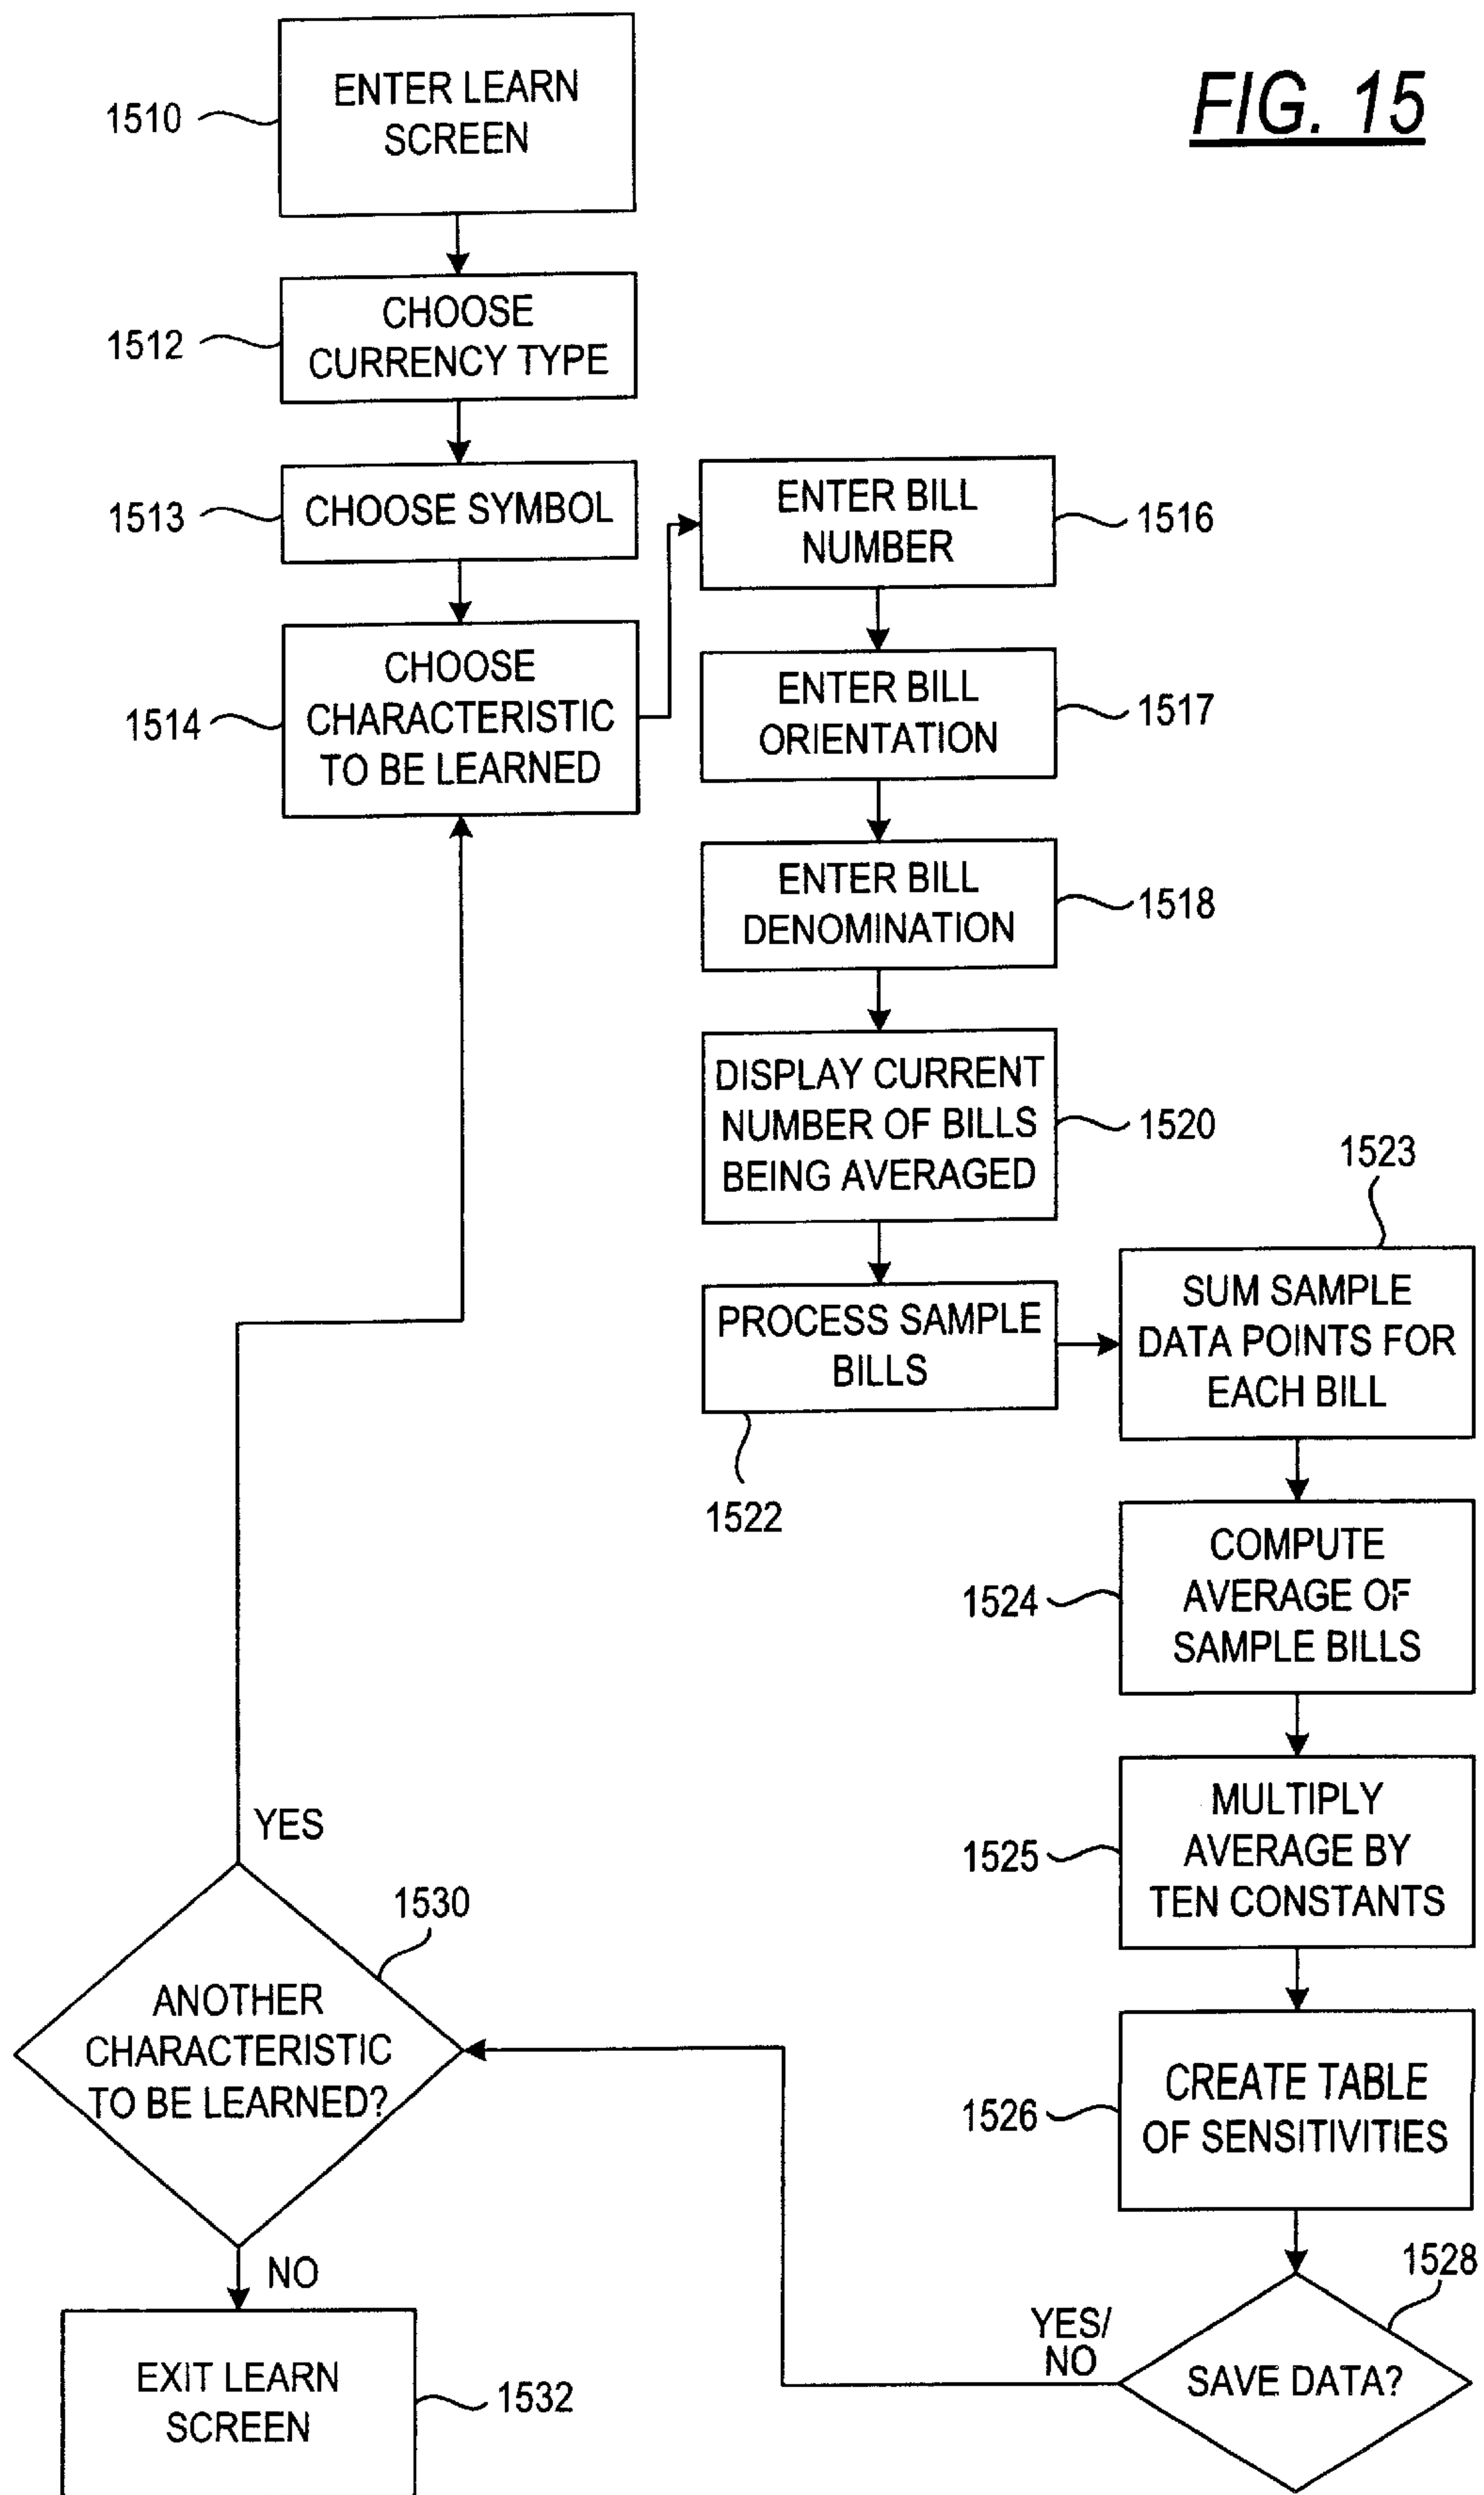 FIG. 15
ENTER LEARN
SCREEN
1510
CHOOSE
CURRENCY TYPE
1512
CHOOSE SYMBOL
1513
CHOOSE
CHARACTERISTIC
TO BE LEARNED
1514
ENTER BILL
NUMBER
1516
ENTER BILL
ORIENTATION
1517
ENTER BILL
DENOMINATION
1518
DISPLAY CURRENT
NUMBER OF BILLS
BEING AVERAGED
1520
PROCESS SAMPLE
BILLS
1522
1523
SUM SAMPLE
DATA POINTS FOR
EACH BILL
COMPUTE
AVERAGE OF
SAMPLE BILLS
1524
MULTIPLY
AVERAGE BY
TEN CONSTANTS
1525
CREATE TABLE
OF SENSITIVITIES
1526
1528
SAVE DATA?
YES/
NO
1530
ANOTHER
CHARACTERISTIC
TO BE LEARNED?
YES
NO
EXIT LEARN
SCREEN
1532